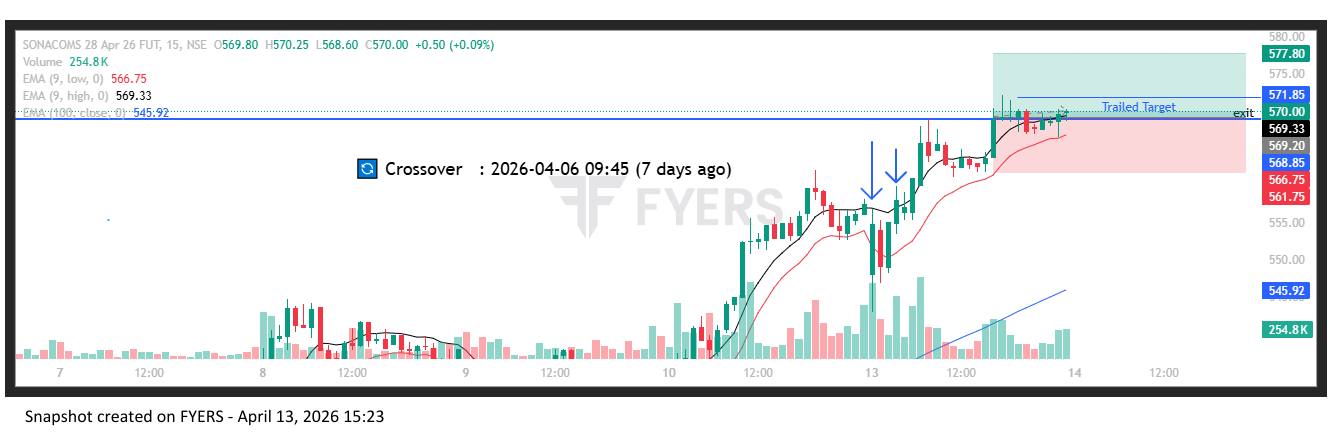 SONACOMS 28 Apr 26 FUT, 15, NSE O569.80 H570.25 L568.60 C570.00 +0.50 (+0.09%)
Volume 254.8 K
EMA (9, low, 0) 566.75
EMA (9, high, 0) 569.33
EMA (100, close, 0) 545.92
580.00
577.80
575.00
571.85
Trailed Target
570.00
exit
569.33
569.20
568.85
566.75
561.75
Crossover : 2026-04-06 09:45 (7 days ago)
FYERS
555.00
550.00
545.92
254.8 K
7 12:00 8 12:00 9 12:00 10 12:00 13 12:00 14 12:00
Snapshot created on FYERS - April 13, 2026 15:23